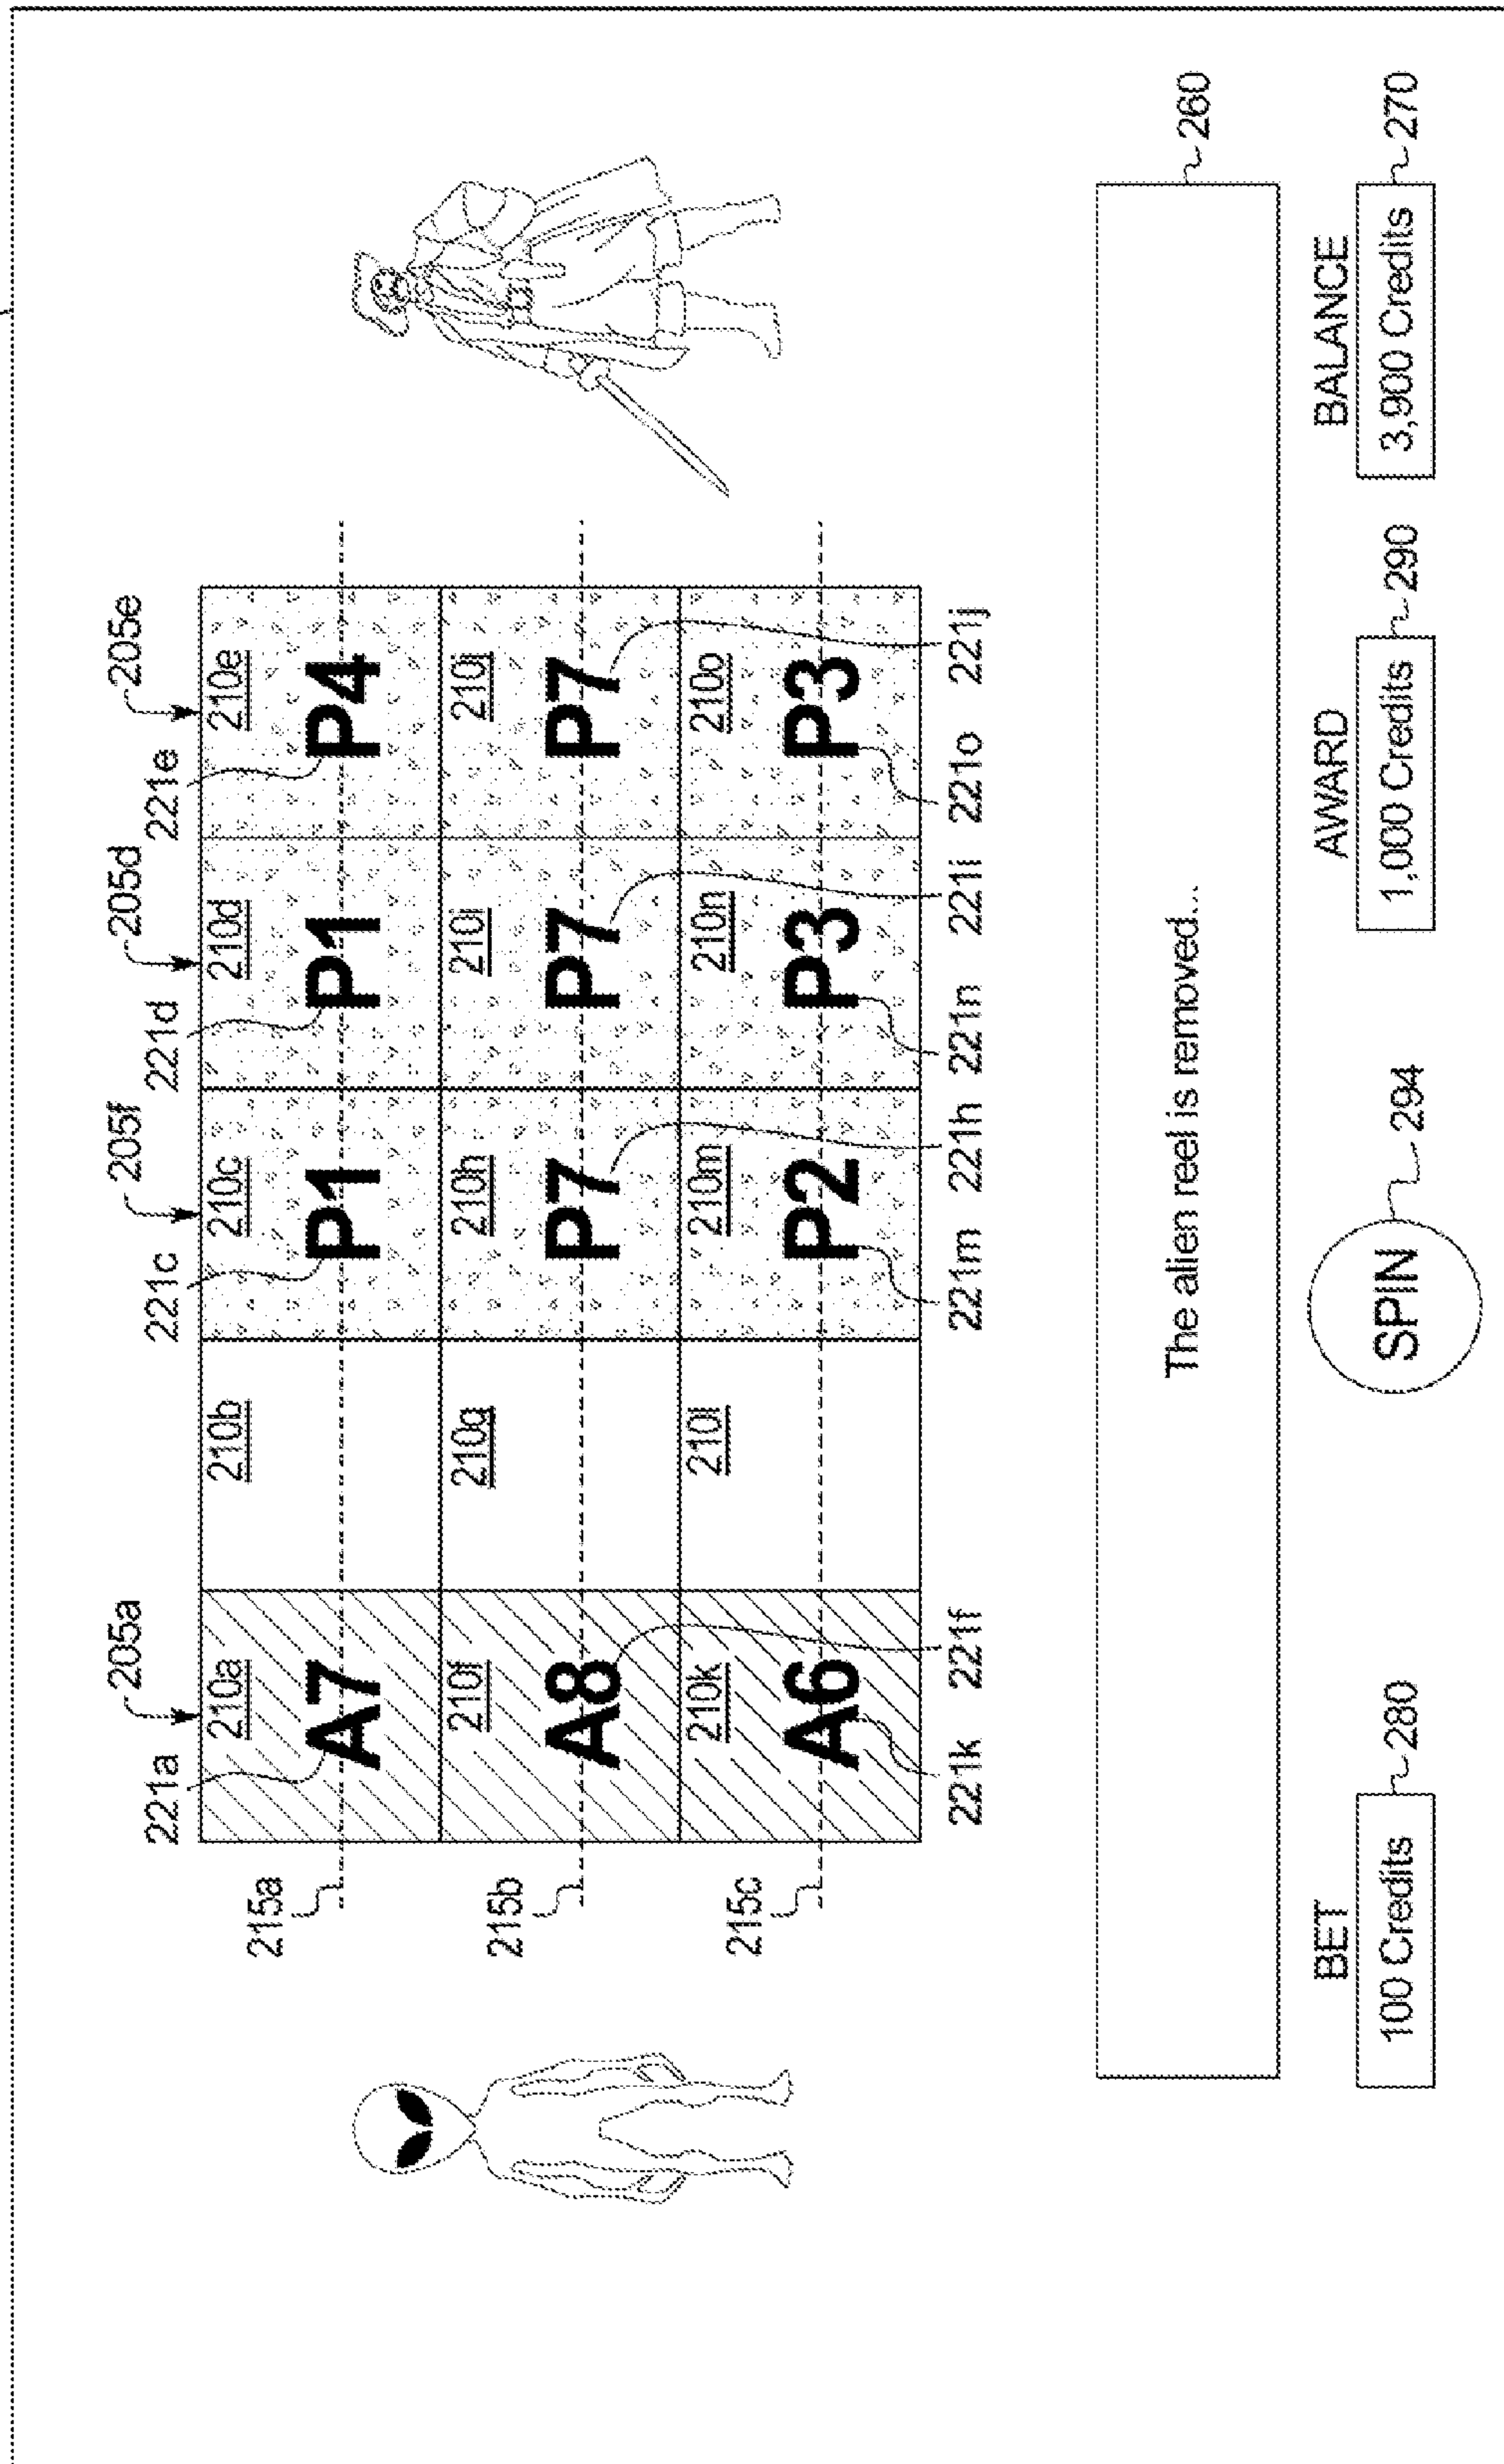 205a 205f 205d 205e
221a 221c 221d 221e
210a 210b 210c 210d 210e
215a A7 P1 P1 P4
210f 210g 210h 210i 210j
215b A8 P7 P7 P7
210k 210l 210m 210n 210o
215c A6 P2 P3 P3
221k 221f 221m 221h 221n 221i 221o 221j
The alien reel is removed...
260
BET AWARD BALANCE
100 Credits 280 SPIN 294 1,000 Credits 290 3,900 Credits 270